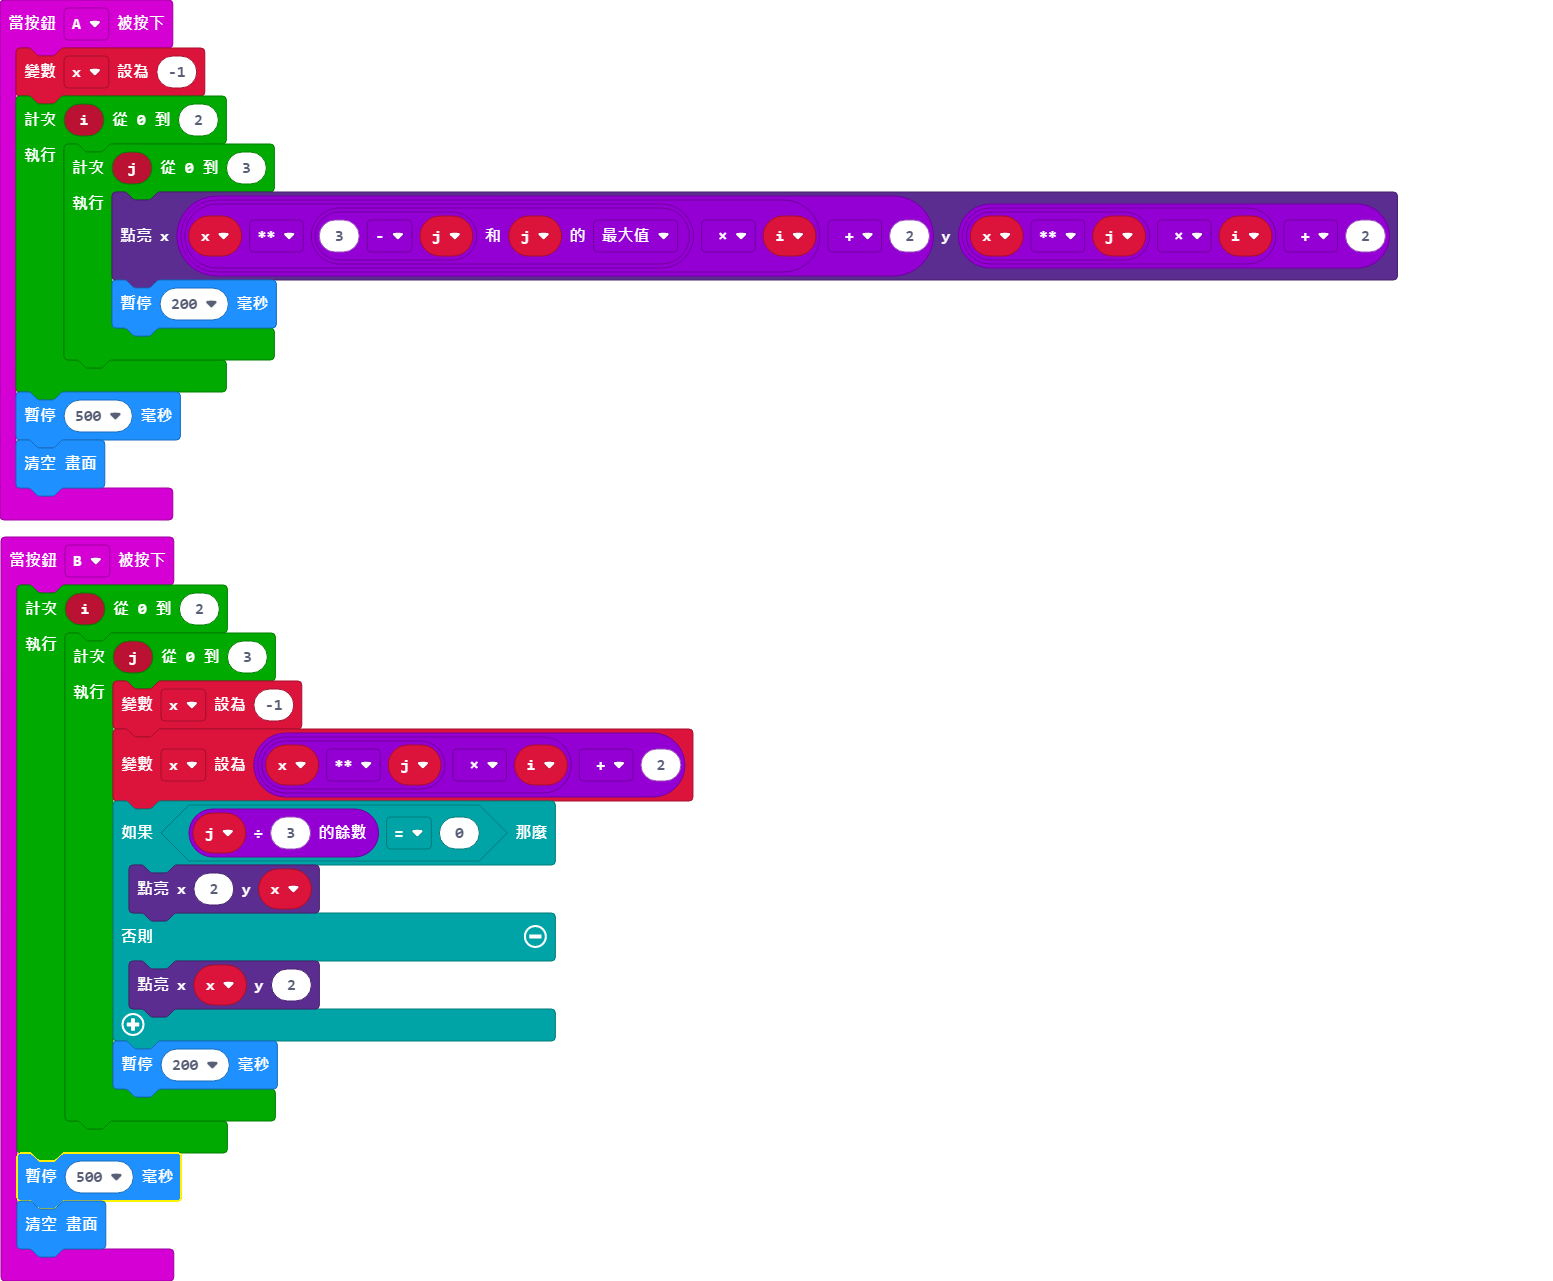 當按鈕 A 被按下
變數 x 設為 -1
計次 i 從 0 到 2
執行
計次 j 從 0 到 3
執行
點亮 x x ** 3 - j 和 j 的 最大值 × i + 2 y x ** j × i + 2
暫停 200 毫秒
暫停 500 毫秒
清空 畫面
當按鈕 B 被按下
計次 i 從 0 到 2
執行
計次 j 從 0 到 3
執行
變數 x 設為 -1
變數 x 設為 x ** j × i + 2
如果 j ÷ 3 的餘數 = 0 那麼
點亮 x 2 y x
否則
點亮 x x y 2
暫停 200 毫秒
暫停 500 毫秒
清空 畫面